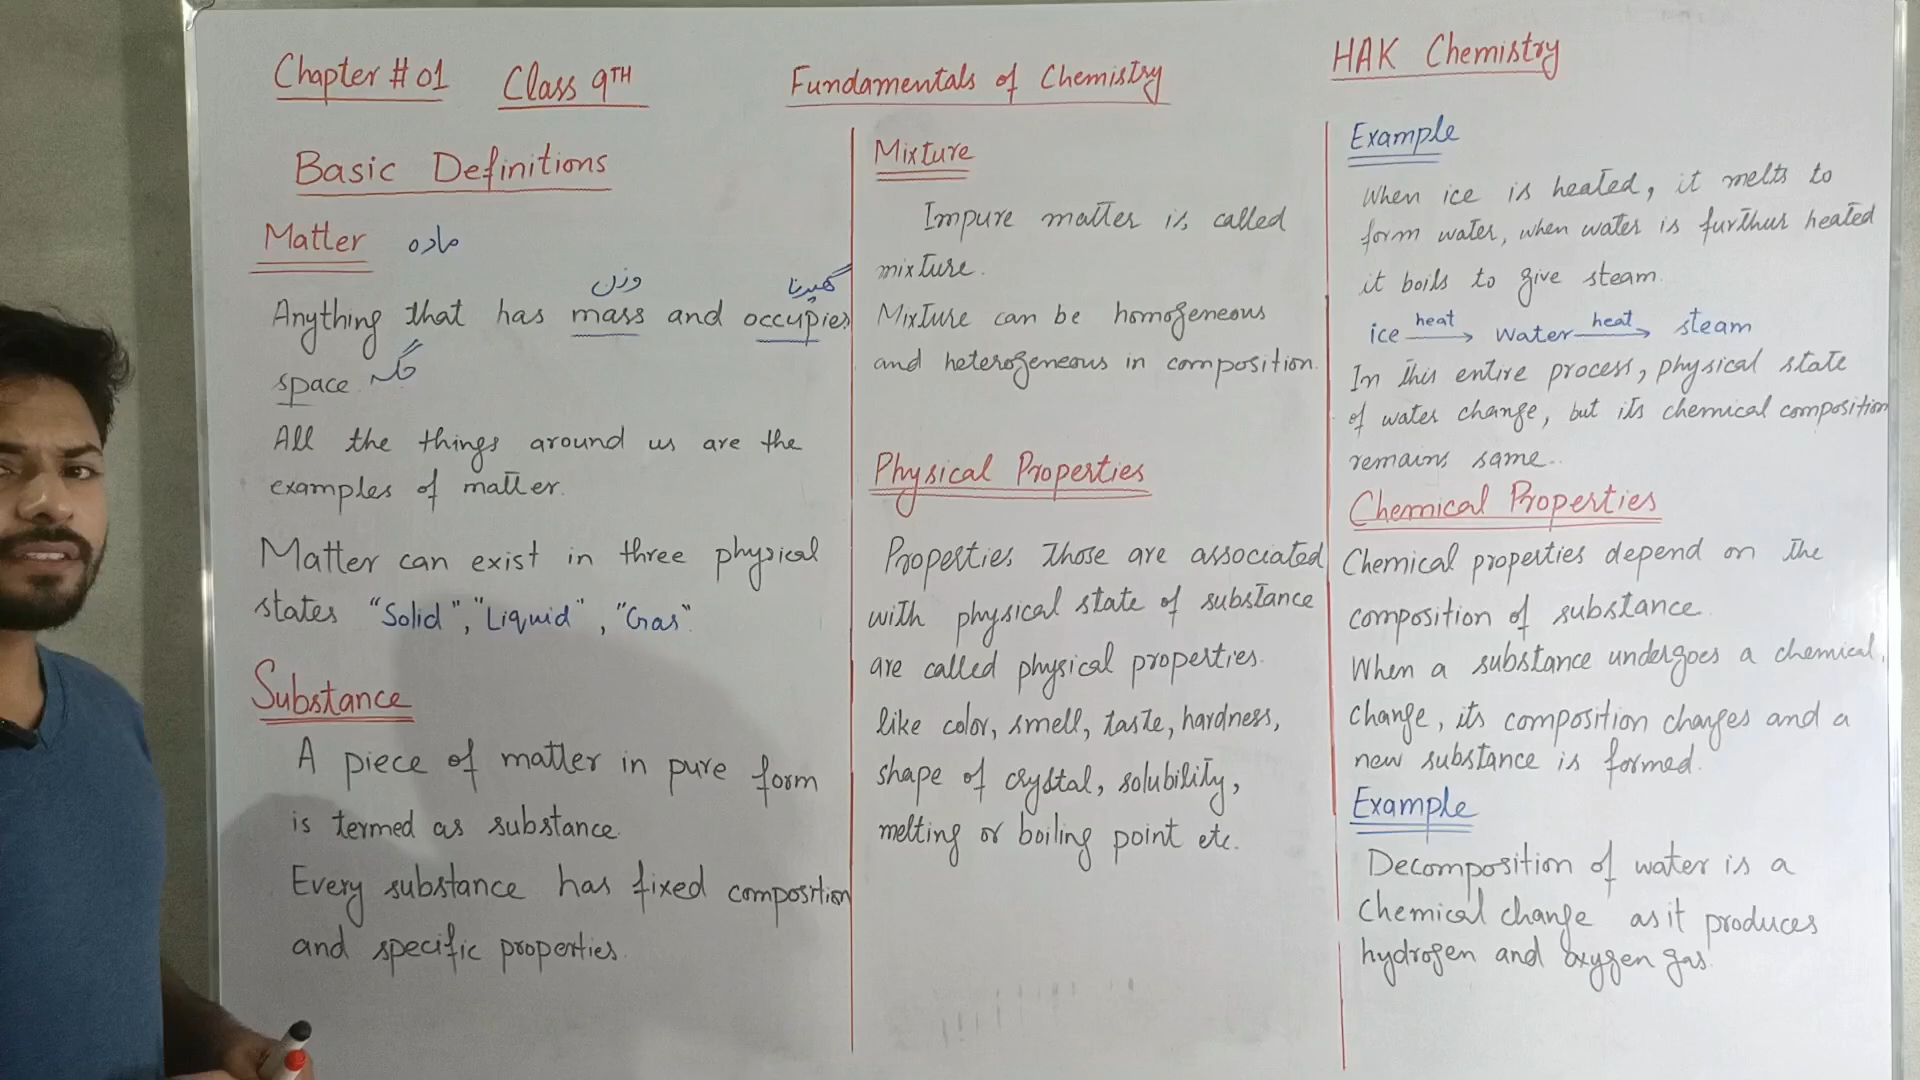 Chapter # 01 Class 9TH Fundamentals of Chemistry HAK Chemistry
Basic Definitions
Matter مادہ
وزن گھیرنا
Anything that has mass and occupies
space. جگہ
All the things around us are the
examples of matter.
Matter can exist in three physical
states "Solid", "Liquid", "Gas".
Substance
A piece of matter in pure form
is termed as substance.
Every substance has fixed composition
and specific properties.
Mixture
Impure matter is called
mixture.
Mixture can be homogeneous
and heterogeneous in composition.
Physical Properties
Properties those are associated
with physical state of substance
are called physical properties.
like color, smell, taste, hardness,
shape of crystal, solubility,
melting or boiling point etc.
Example
When ice is heated, it melts to
form water, when water is furthur heated
it boils to give steam.
ice heat → water heat → steam
In this entire process, physical state
of water change, but its chemical composition
remains same..
Chemical Properties
Chemical properties depend on the
composition of substance.
When a substance undergoes a chemical
change, its composition changes and a
new substance is formed.
Example
Decomposition of water is a
chemical change as it produces
hydrogen and oxygen gas.